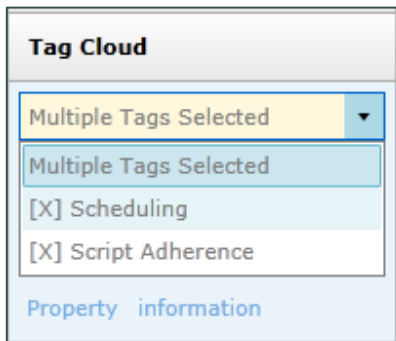 Tag Cloud
Multiple Tags Selected
Multiple Tags Selected
[X] Scheduling
[X] Script Adherence
Property information